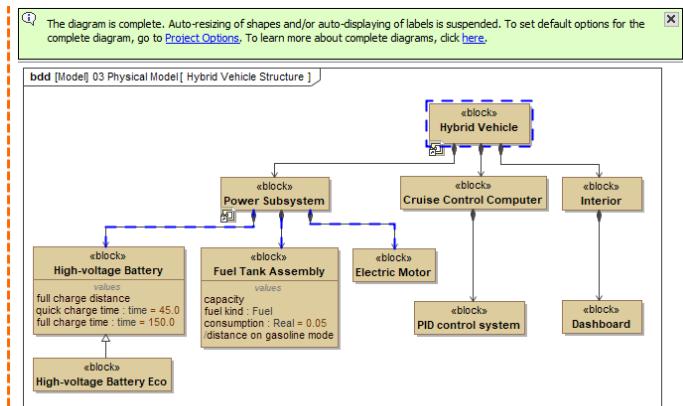 The diagram is complete. Auto-resizing of shapes and/or auto-displaying of labels is suspended. To set default options for the
complete diagram, go to Project Options. To learn more about complete diagrams, click here.
bdd [Model] 03 Physical Model[ Hybrid Vehicle Structure ]
«block»
Hybrid Vehicle
«block»
Power Subsystem
«block»
Cruise Control Computer
«block»
Interior
«block»
High-voltage Battery
values
full charge distance
quick charge time : time = 45.0
full charge time : time = 150.0
«block»
Fuel Tank Assembly
values
capacity
fuel kind : Fuel
consumption : Real = 0.05
/distance on gasoline mode
«block»
Electric Motor
«block»
PID control system
«block»
Dashboard
«block»
High-voltage Battery Eco